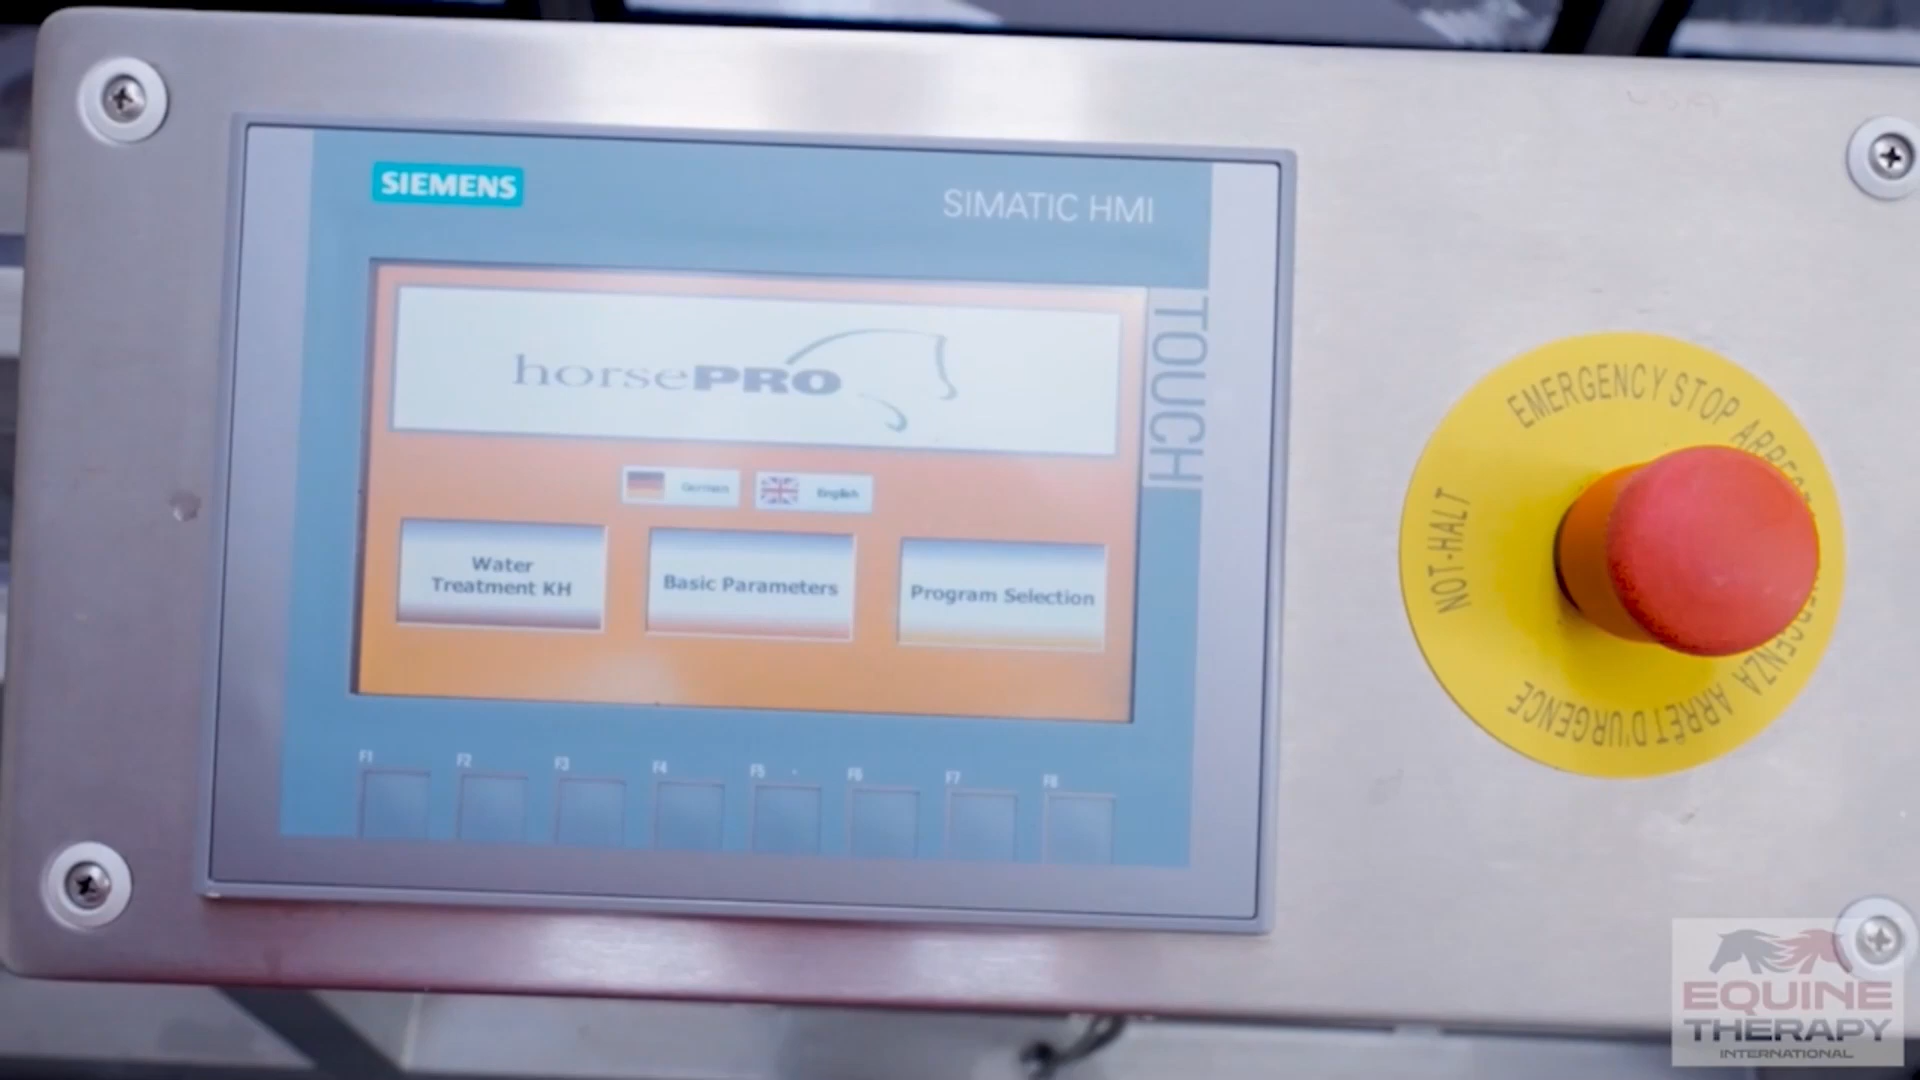 SIEMENS
SIMATIC HMI
TOUCH
horsePRO
German
English
Water
Treatment KH
Basic Parameters
Program Selection
F1 F2 F3 F4 F5 F6 F7 F8
EMERGENCY STOP
NOT-HALT
ARRÊT D'URGENCE
EQUINE
THERAPY
INTERNATIONAL